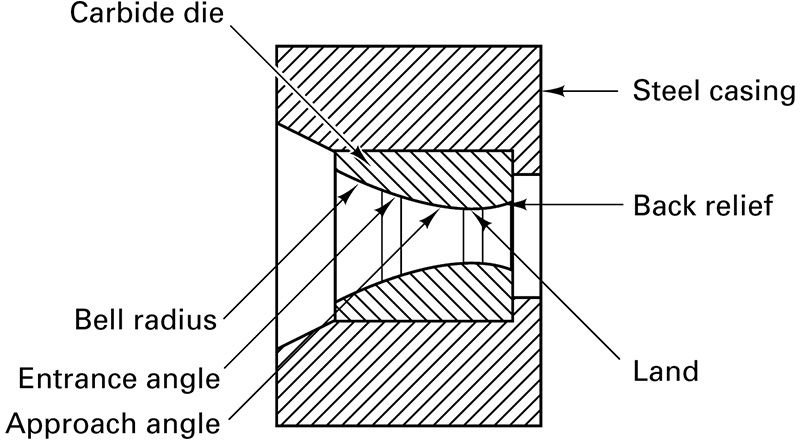 Carbide die
Steel casing
Back relief
Bell radius
Land
Entrance angle
Approach angle